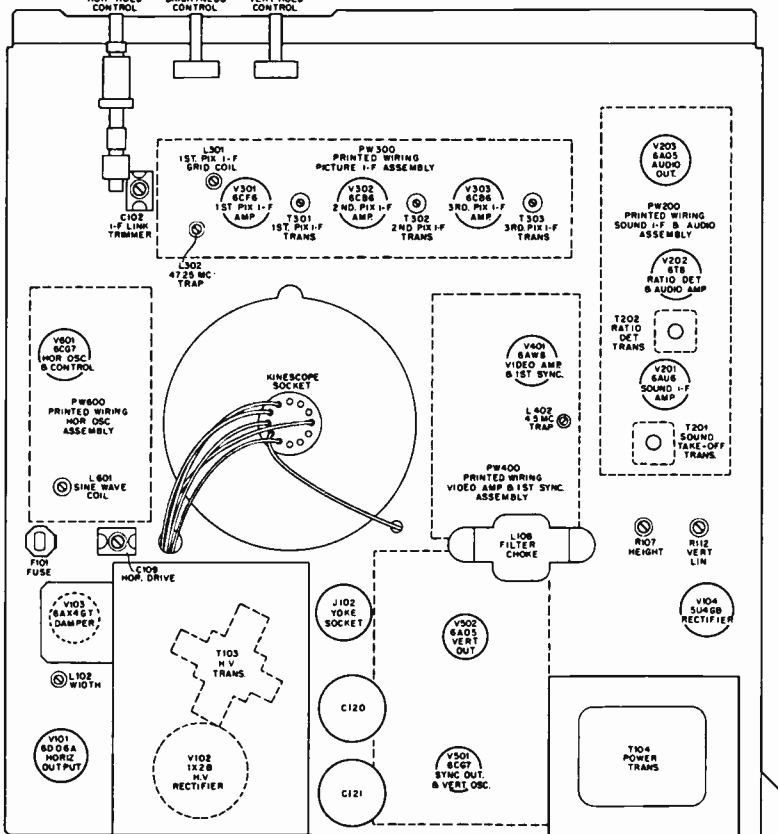 CONTROL
BRIGHTNESS
CONTROL
VERT HOLD
CONTROL
L301
1ST. PIX I-F
GRID COIL
PW300
PRINTED WIRING
PICTURE I-F ASSEMBLY
V301
6CF6
1ST PIX I-F
AMP
V302
6CB6
2ND. PIX I-F
AMP.
V303
6CB6
3RD. PIX I-F
AMP.
C102
I-F LINK
TRIMMER
T301
1ST. PIX I-F
TRANS
T302
2ND PIX I-F
TRANS
T303
3RD. PIX I-F
TRANS
L302
47.25 MC
TRAP
V203
6AQ5
AUDIO
OUT.
PW200
PRINTED WIRING
SOUND I-F & AUDIO
ASSEMBLY
V202
6T8
RATIO DET
& AUDIO AMP
T202
RATIO
DET
TRANS
V201
6AU6
SOUND I-F
AMP
T201
SOUND
TAKE-OFF
TRANS.
V601
6CG7
HOR OSC
& CONTROL
PW600
PRINTED WIRING
HOR OSC
ASSEMBLY
L601
SINE WAVE
COIL
KINESCOPE
SOCKET
V401
6AW8
VIDEO AMP
& 1ST SYNC.
L402
4.5 MC
TRAP
PW400
PRINTED WIRING
VIDEO AMP & 1ST SYNC.
ASSEMBLY
F101
FUSE
C109
HOR. DRIVE
L106
FILTER
CHOKE
R107
HEIGHT
R112
VERT
LIN
V103
6AX4GT
DAMPER
L102
WIDTH
T103
H V
TRANS.
J102
YOKE
SOCKET
V502
6AQ5
VERT
OUT
V104
5U4GB
RECTIFIER
V101
6DQ6A
HORIZ
OUTPUT
V102
1X2B
H.V
RECTIFIER
C120
C121
V501
6CG7
SYNC OUT.
& VERT OSC.
T104
POWER
TRANS